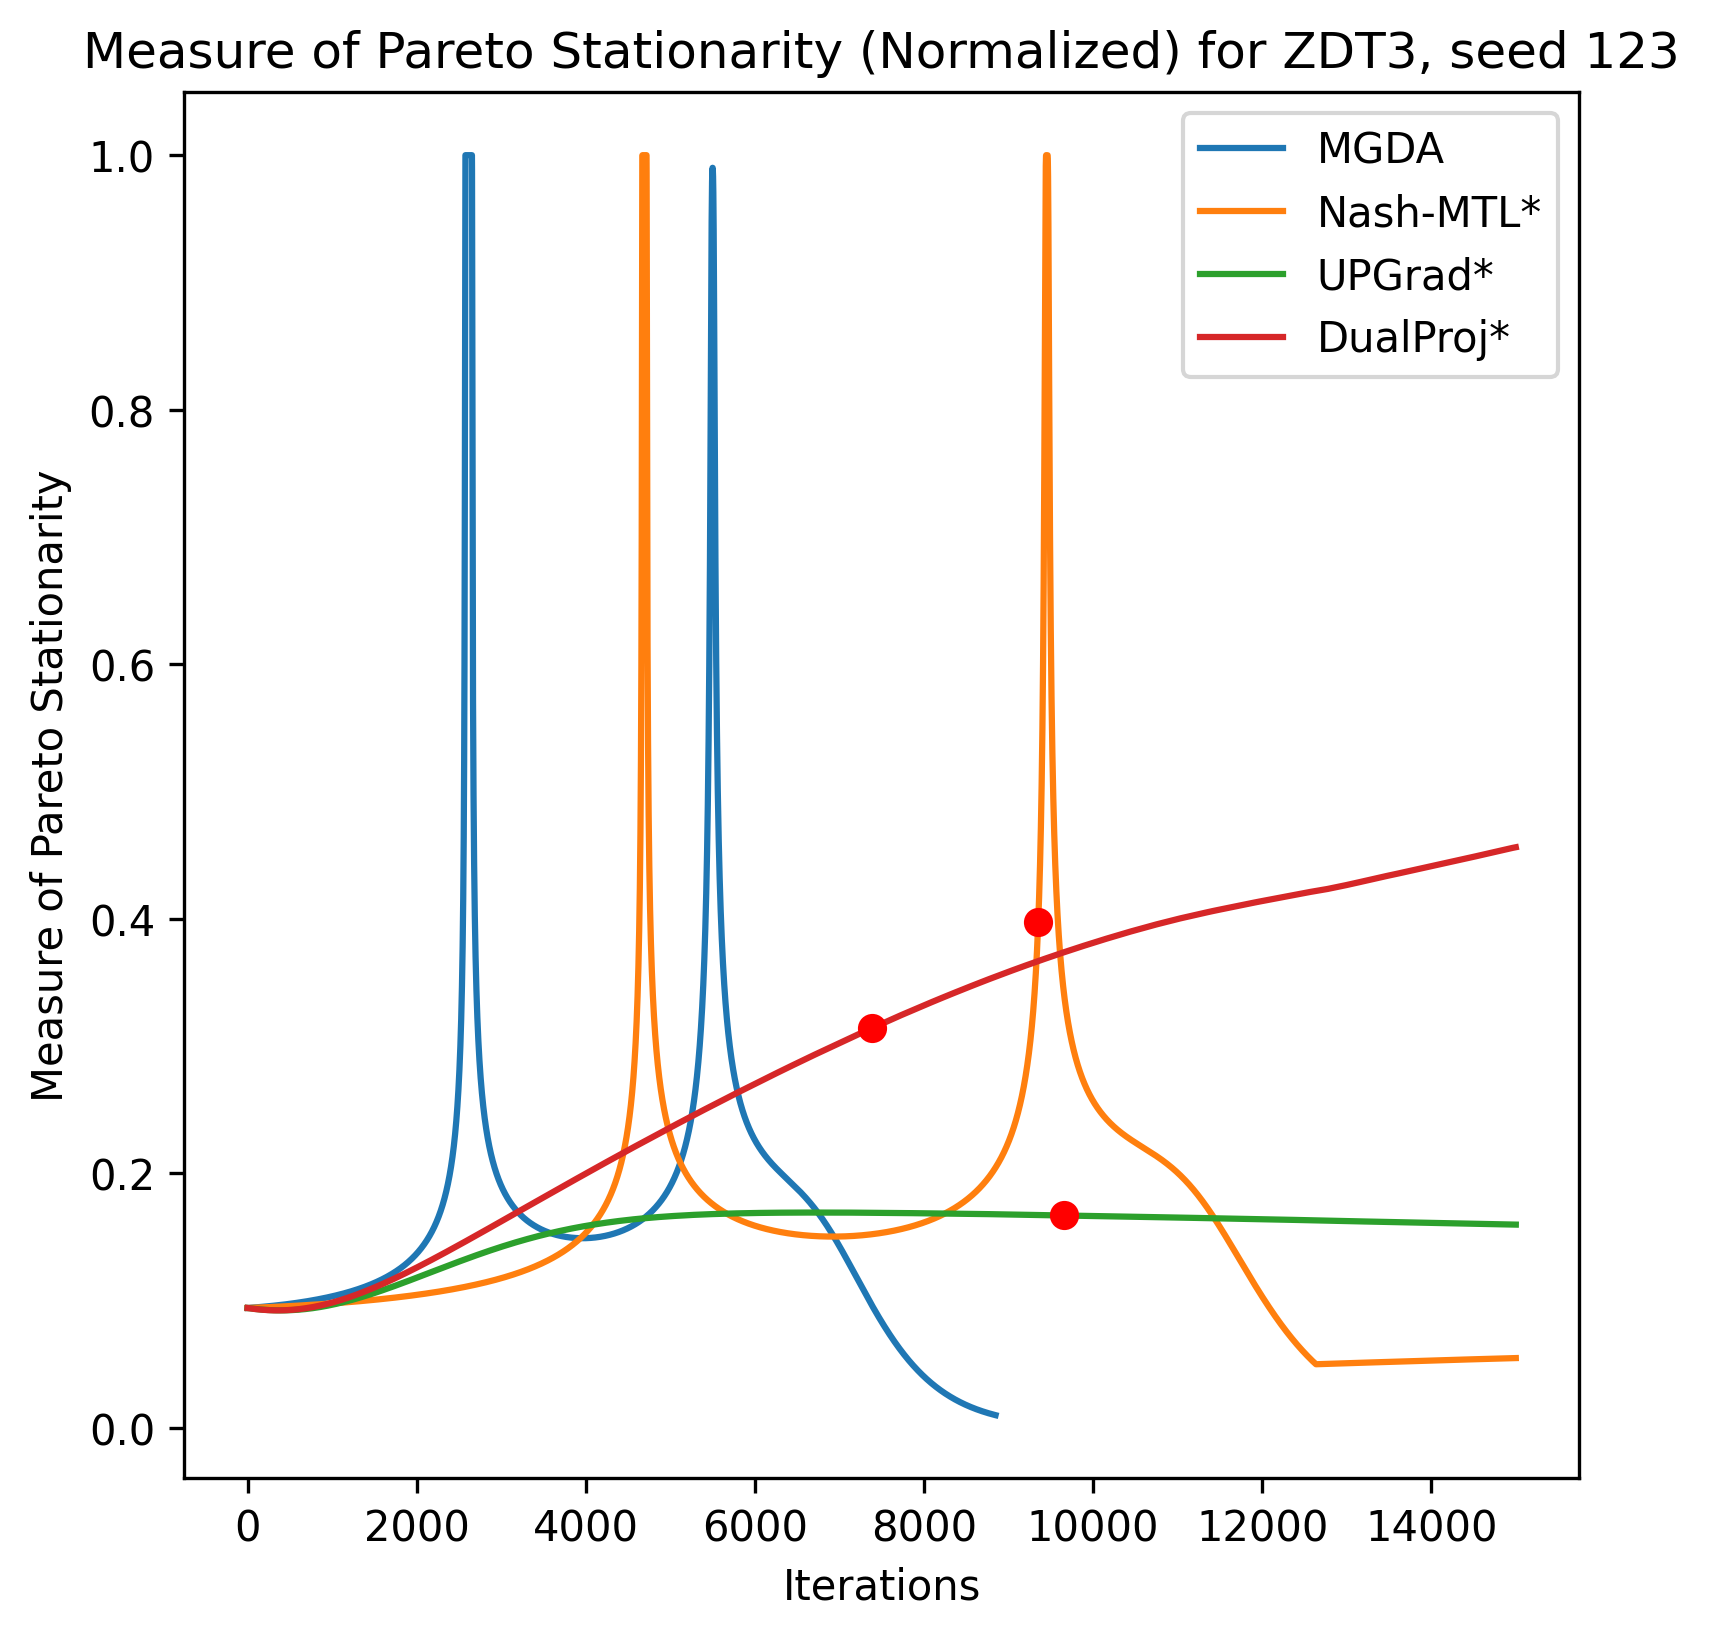 Measure of Pareto Stationarity (Normalized) for ZDT3, seed 123
MGDA
Nash-MTL*
UPGrad*
DualProj*
Measure of Pareto Stationarity
1.0
0.8
0.6
0.4
0.2
0.0
0 2000 4000 6000 8000 10000 12000 14000
Iterations